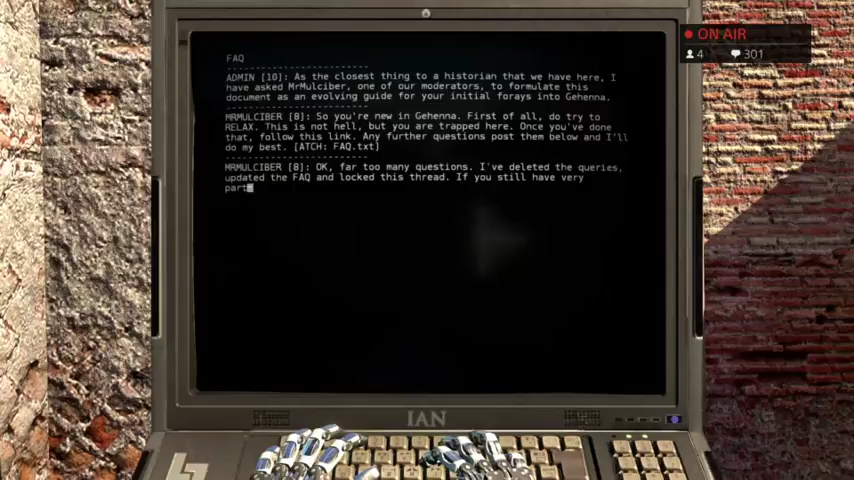 ON AIR
4 301
FAQ
-----------------------
ADMIN [10]: As the closest thing to a historian that we have here, I
have asked MrMulciber, one of our moderators, to formulate this
document as an evolving guide for your initial forays into Gehenna.
-----------------------
MRMULCIBER [8]: So you're new in Gehenna. First of all, do try to
RELAX. This is not hell, but you are trapped here. Once you've done
that, follow this link. Any further questions post them below and I'll
do my best. [ATCH: FAQ.txt]
-----------------------
MRMULCIBER [8]: OK, far too many questions. I've deleted the queries,
updated the FAQ and locked this thread. If you still have very
part
IAN